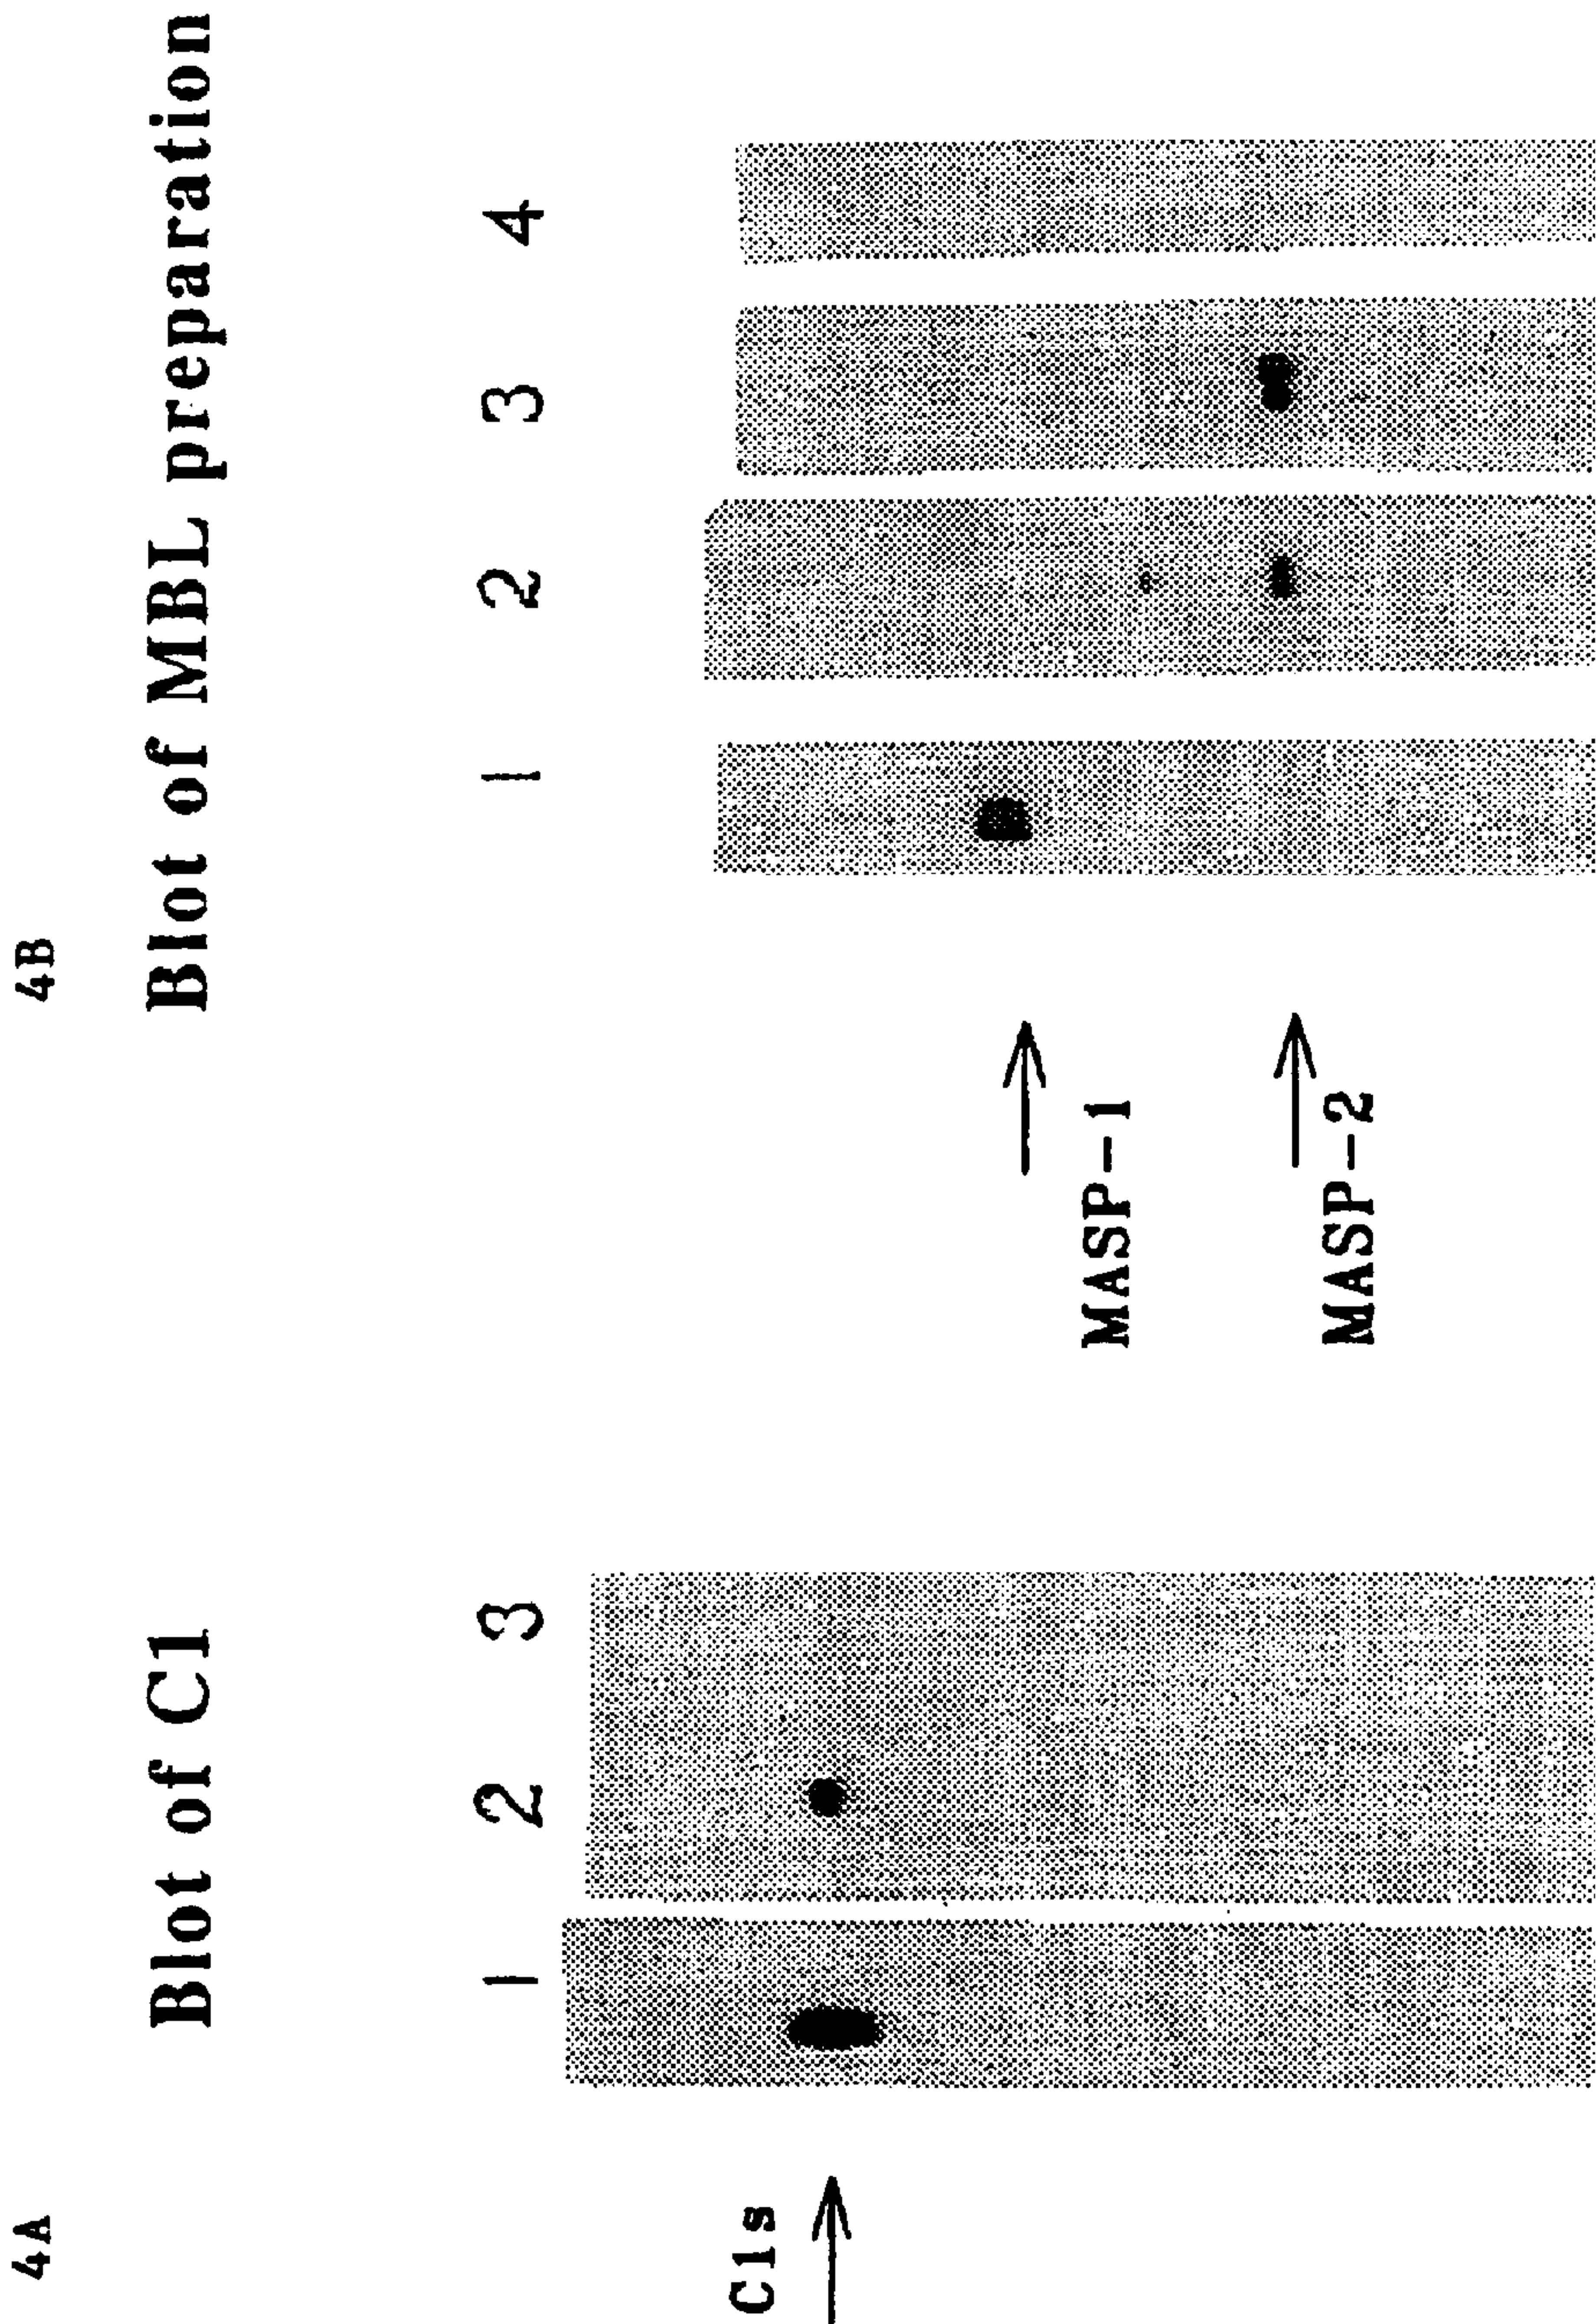 4A
Blot of C1
1 2 3
C1s
4B
Blot of MBL preparation
1 2 3 4
MASP-1
MASP-2